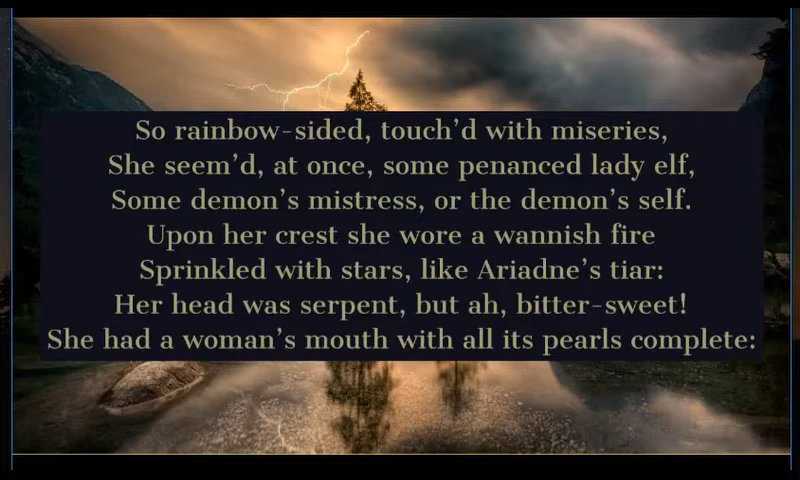 So rainbow-sided, touch’d with miseries,
She seem’d, at once, some penanced lady elf,
Some demon’s mistress, or the demon’s self.
Upon her crest she wore a wannish fire
Sprinkled with stars, like Ariadne’s tiar:
Her head was serpent, but ah, bitter-sweet!
She had a woman’s mouth with all its pearls complete: